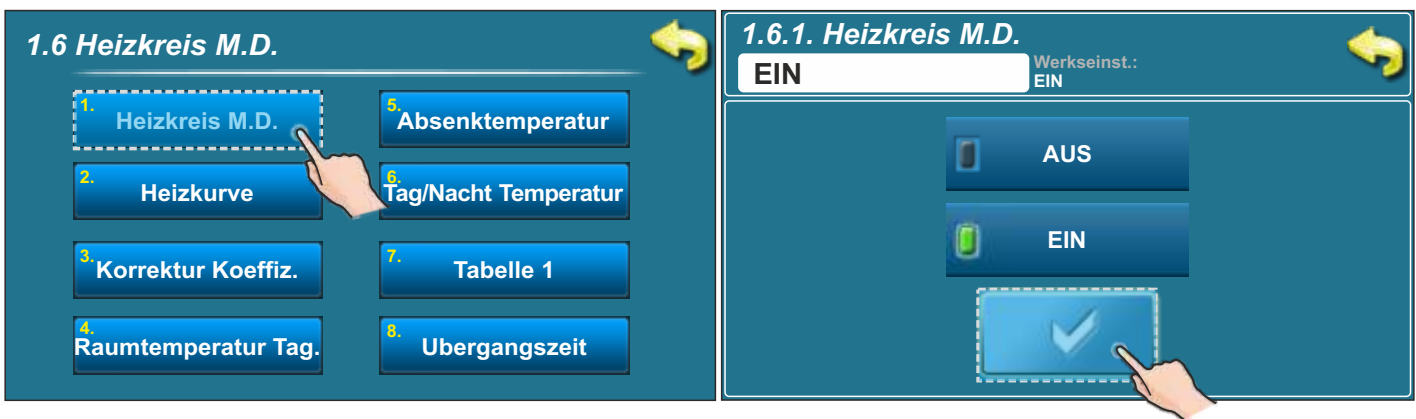 1.6 Heizkreis M.D.
1.
Heizkreis M.D.
2.
Heizkurve
3.
Korrektur Koeffiz.
4.
Raumtemperatur Tag.
5.
Absenktemperatur
6.
Tag/Nacht Temperatur
7.
Tabelle 1
8.
Ubergangszeit
1.6.1. Heizkreis M.D.
EIN
Werkseinst.:
EIN
AUS
EIN